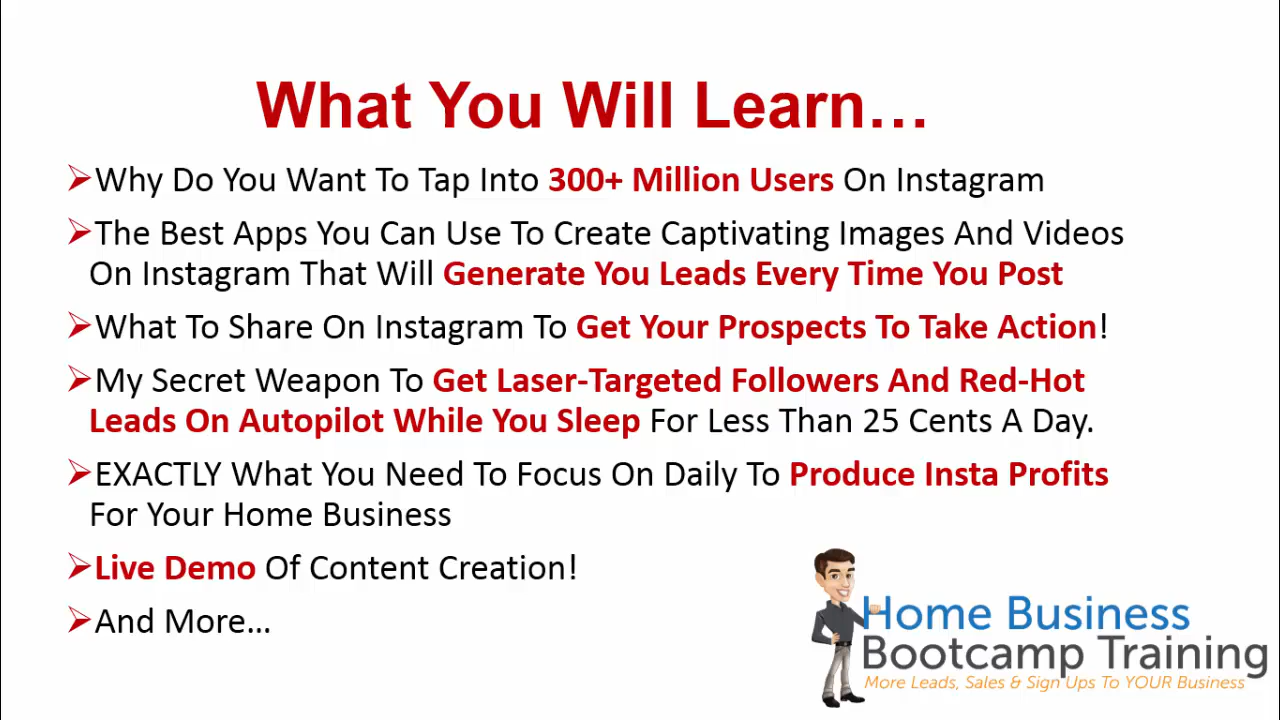 What You Will Learn…
➢Why Do You Want To Tap Into 300+ Million Users On Instagram
➢The Best Apps You Can Use To Create Captivating Images And Videos
On Instagram That Will Generate You Leads Every Time You Post
➢What To Share On Instagram To Get Your Prospects To Take Action!
➢My Secret Weapon To Get Laser-Targeted Followers And Red-Hot
Leads On Autopilot While You Sleep For Less Than 25 Cents A Day.
➢EXACTLY What You Need To Focus On Daily To Produce Insta Profits
For Your Home Business
➢Live Demo Of Content Creation!
➢And More…
Home Business
Bootcamp Training
More Leads, Sales & Sign Ups To YOUR Business